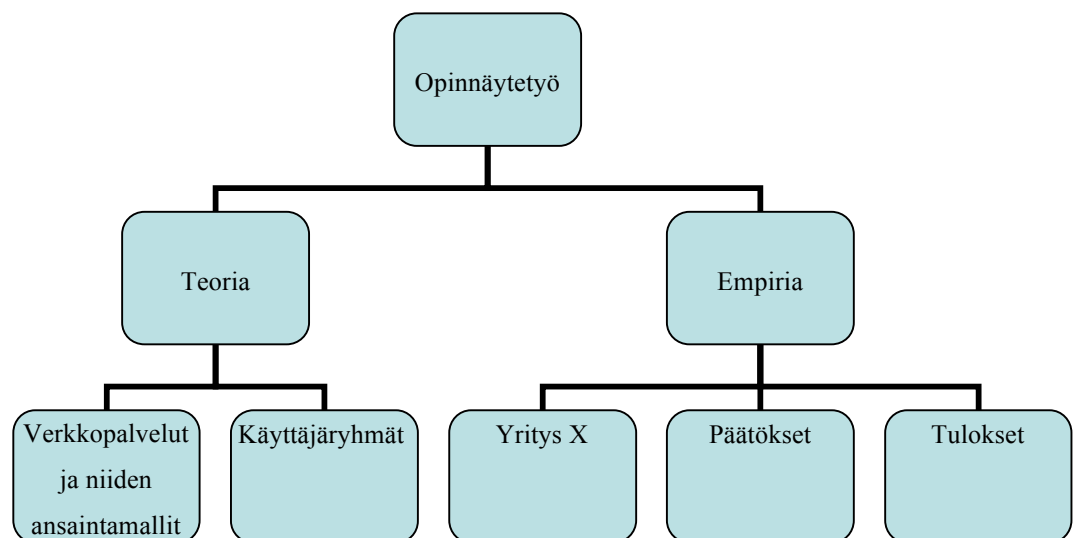 Opinnäytetyö
Teoria
Empiria
Verkkopalvelut
ja niiden
ansaintamallit
Käyttäjäryhmät
Yritys X
Päätökset
Tulokset